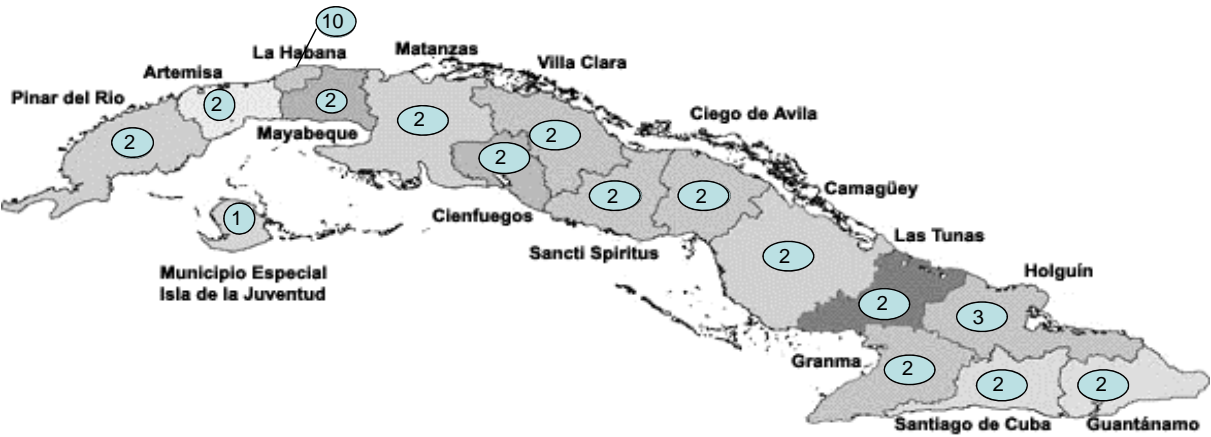 10
La Habana
Matanzas
Villa Clara
Artemisa
Pinar del Rio
2
2
2
2
2
Ciego de Avila
Mayabeque
2
2
2
2
Camagüey
1
Cienfuegos
Sancti Spiritus
Las Tunas
2
Holguín
Municipio Especial
Isla de la Juventud
2
3
Granma
2
2
2
Santiago de Cuba
Guantánamo